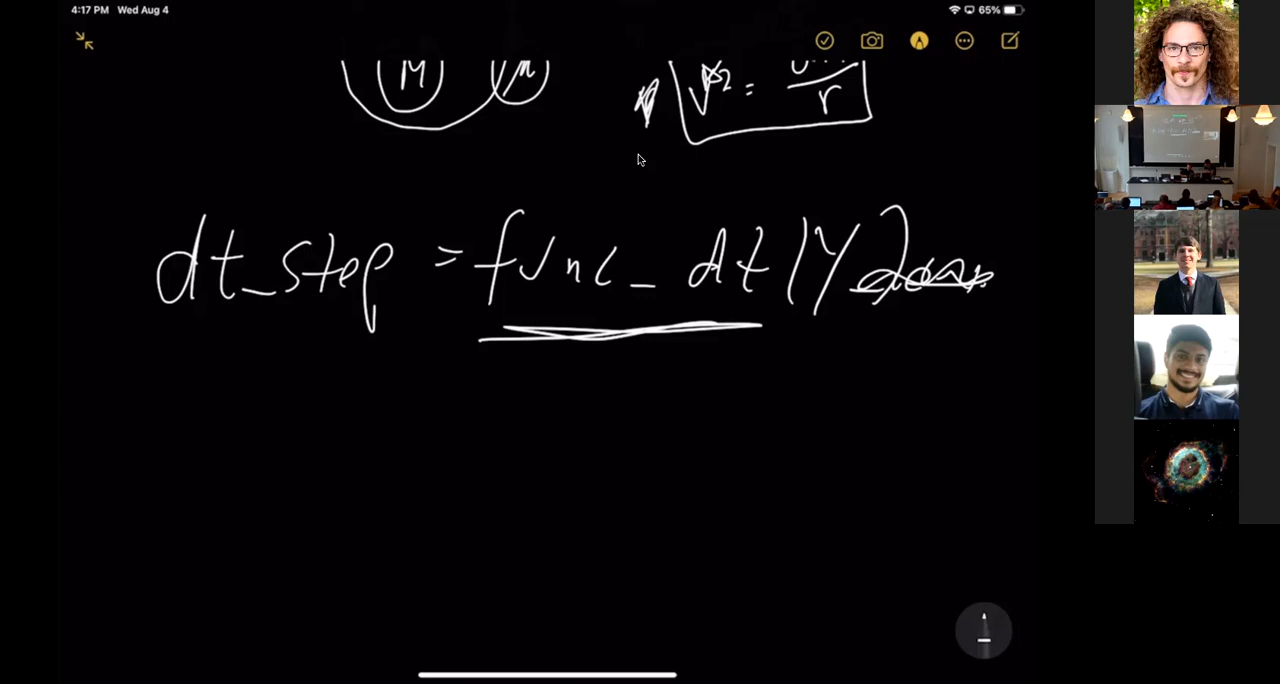 4:17 PM Wed Aug 4 65%
M
r
dt_step = func_dt(Y)